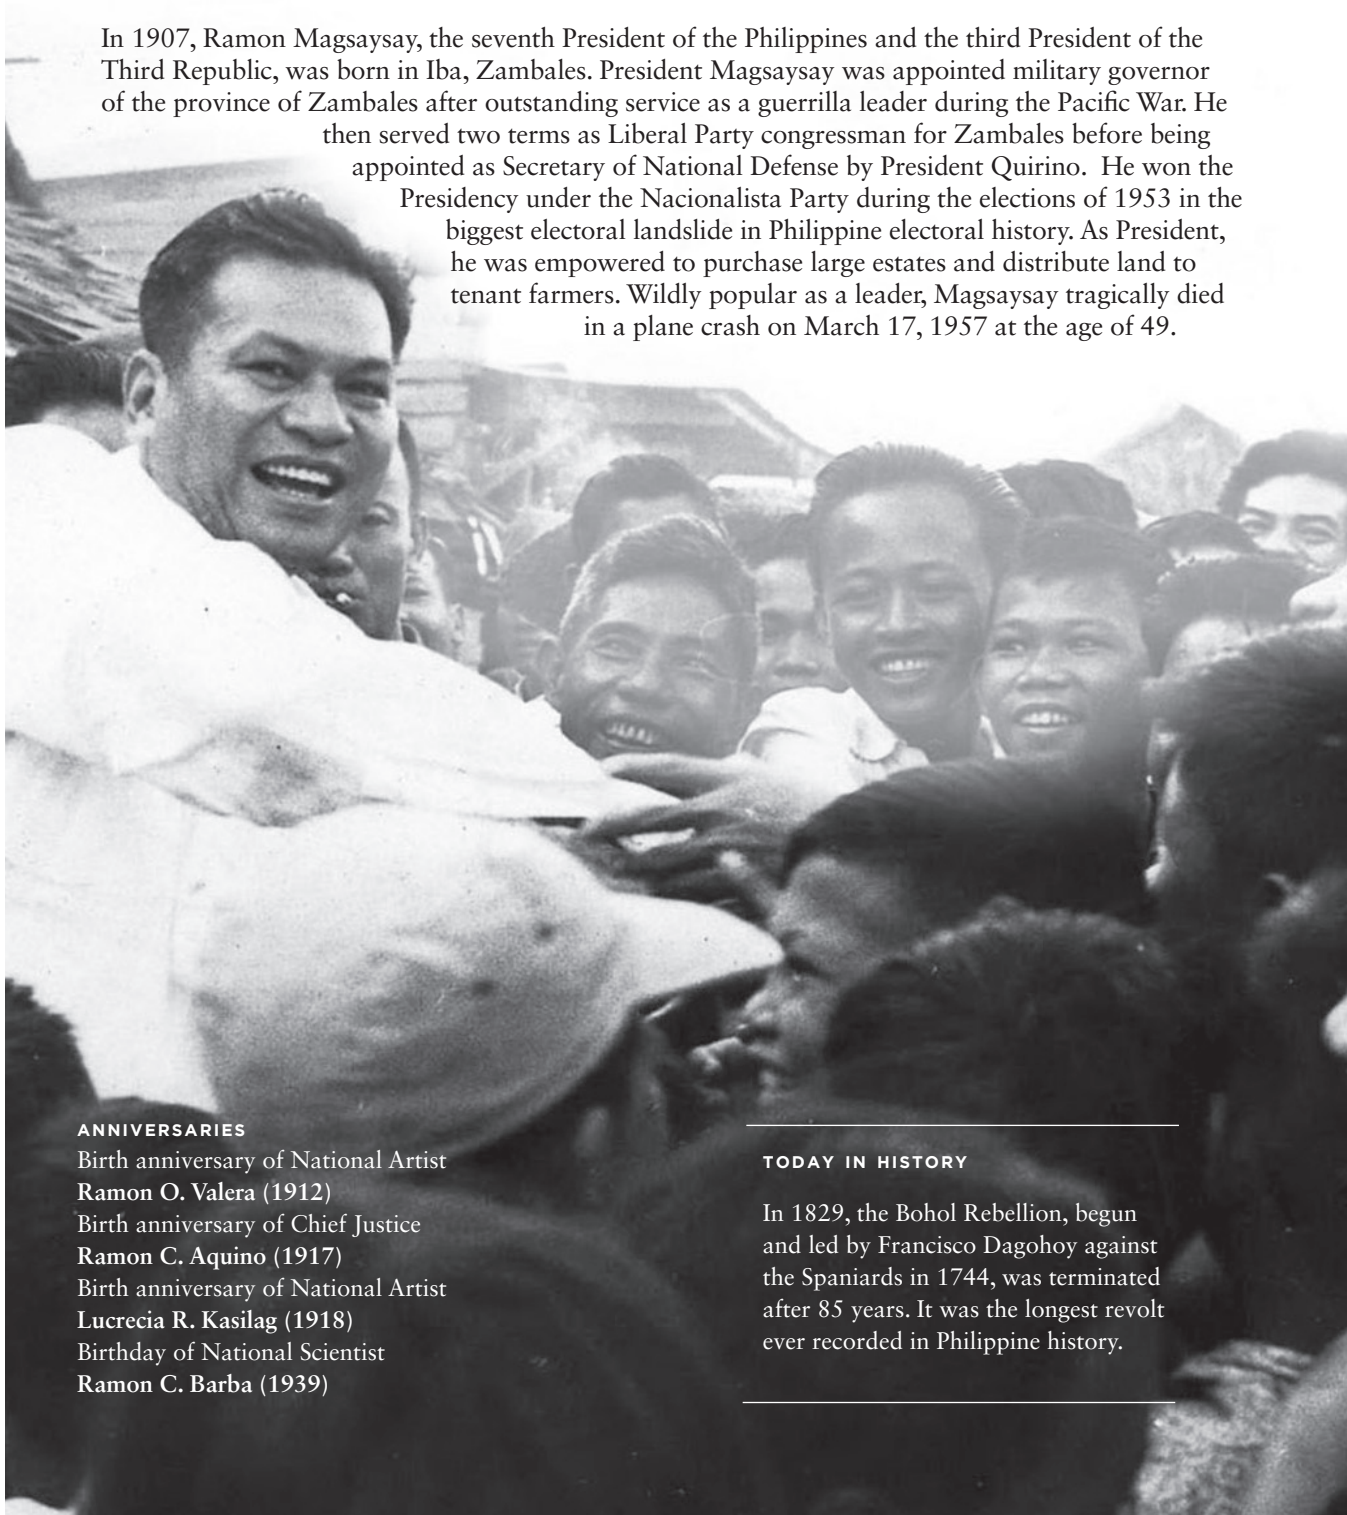 In 1907, Ramon Magsaysay, the seventh President of the Philippines and the third President of the
Third Republic, was born in Iba, Zambales. President Magsaysay was appointed military governor
of the province of Zambales after outstanding service as a guerrilla leader during the Pacific War. He
then served two terms as Liberal Party congressman for Zambales before being
appointed as Secretary of National Defense by President Quirino. He won the
Presidency under the Nacionalista Party during the elections of 1953 in the
biggest electoral landslide in Philippine electoral history. As President,
he was empowered to purchase large estates and distribute land to
tenant farmers. Wildly popular as a leader, Magsaysay tragically died
in a plane crash on March 17, 1957 at the age of 49.
ANNIVERSARIES
Birth anniversary of National Artist
Ramon O. Valera (1912)
Birth anniversary of Chief Justice
Ramon C. Aquino (1917)
Birth anniversary of National Artist
Lucrecia R. Kasilag (1918)
Birthday of National Scientist
Ramon C. Barba (1939)
TODAY IN HISTORY
In 1829, the Bohol Rebellion, begun
and led by Francisco Dagohoy against
the Spaniards in 1744, was terminated
after 85 years. It was the longest revolt
ever recorded in Philippine history.